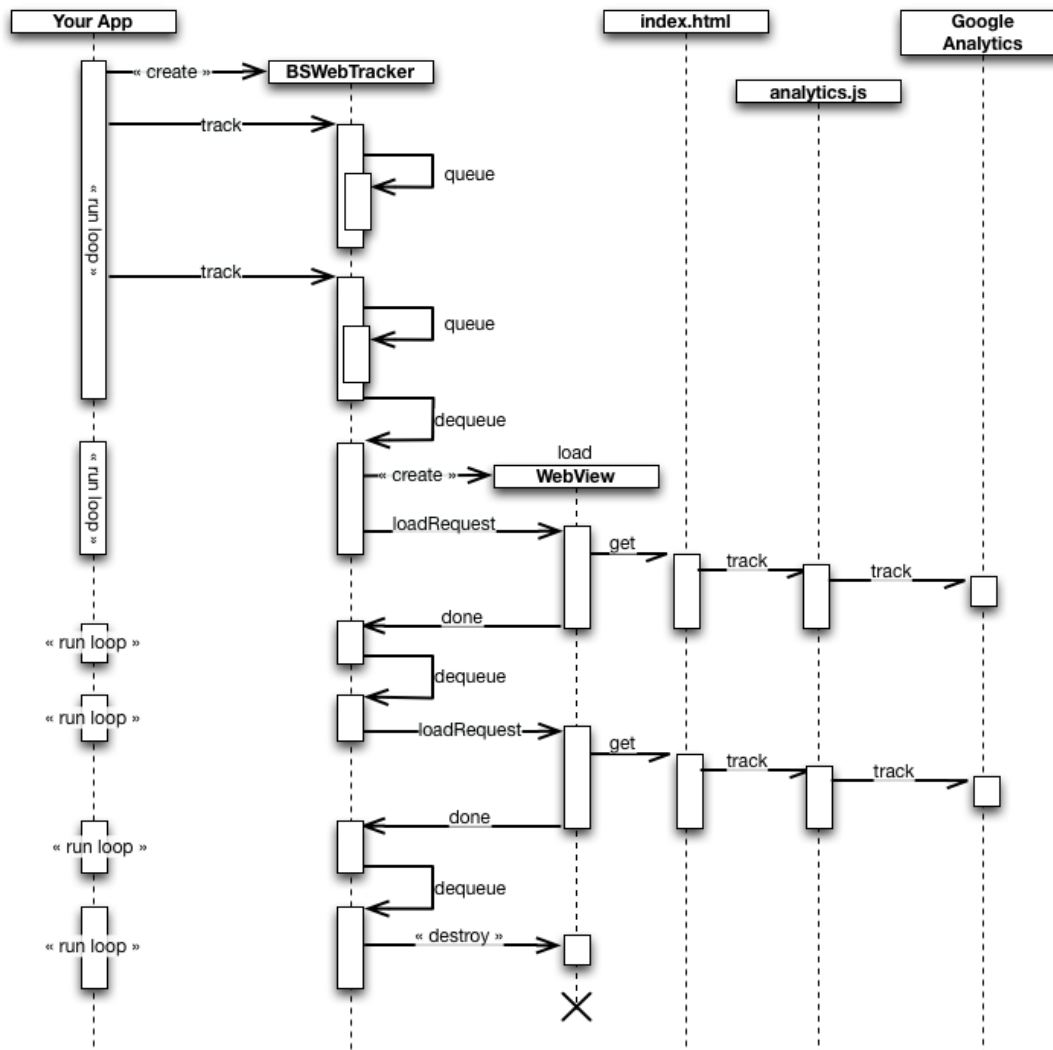 Your App
index.html
Google
Analytics
« create »
BSWebTracker
analytics.js
track
queue
« run loop »
track
queue
dequeue
load
« create »
WebView
« run loop »
loadRequest
get
track
track
done
« run loop »
dequeue
« run loop »
loadRequest
get
track
track
done
« run loop »
dequeue
« destroy »
« run loop »